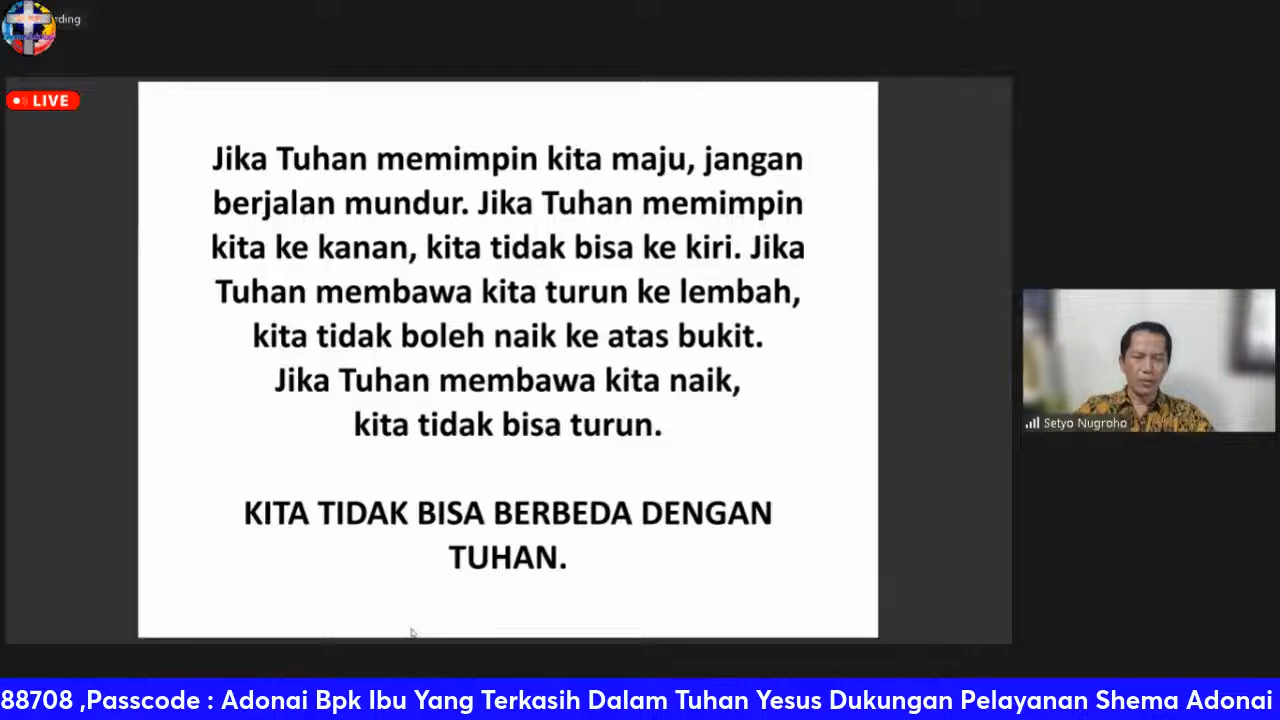 LIVE
Jika Tuhan memimpin kita maju, jangan
berjalan mundur. Jika Tuhan memimpin
kita ke kanan, kita tidak bisa ke kiri. Jika
Tuhan membawa kita turun ke lembah,
kita tidak boleh naik ke atas bukit.
Jika Tuhan membawa kita naik,
kita tidak bisa turun.
KITA TIDAK BISA BERBEDA DENGAN
TUHAN.
Setyo Nugroho
88708 ,Passcode : Adonai Bpk Ibu Yang Terkasih Dalam Tuhan Yesus Dukungan Pelayanan Shema Adonai